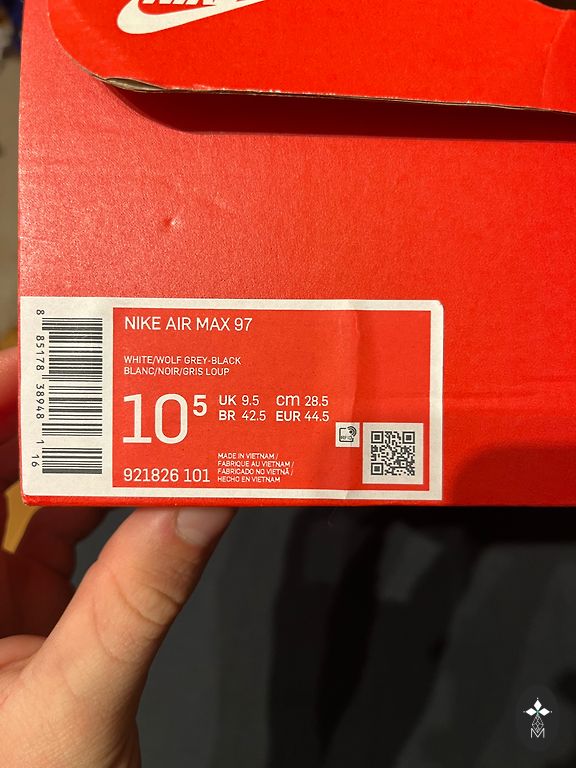 NIKE AIR MAX 97
WHITE/WOLF GREY-BLACK
BLANC/NOIR/GRIS LOUP
10⁵ UK 9.5 cm 28.5
BR 42.5 EUR 44.5
MADE IN VIETNAM /
FABRIQUE AU VIETNAM /
FABRICADO NO VIETNÃ /
HECHO EN VIETNAM
921826 101
8 85178 38948 1 16